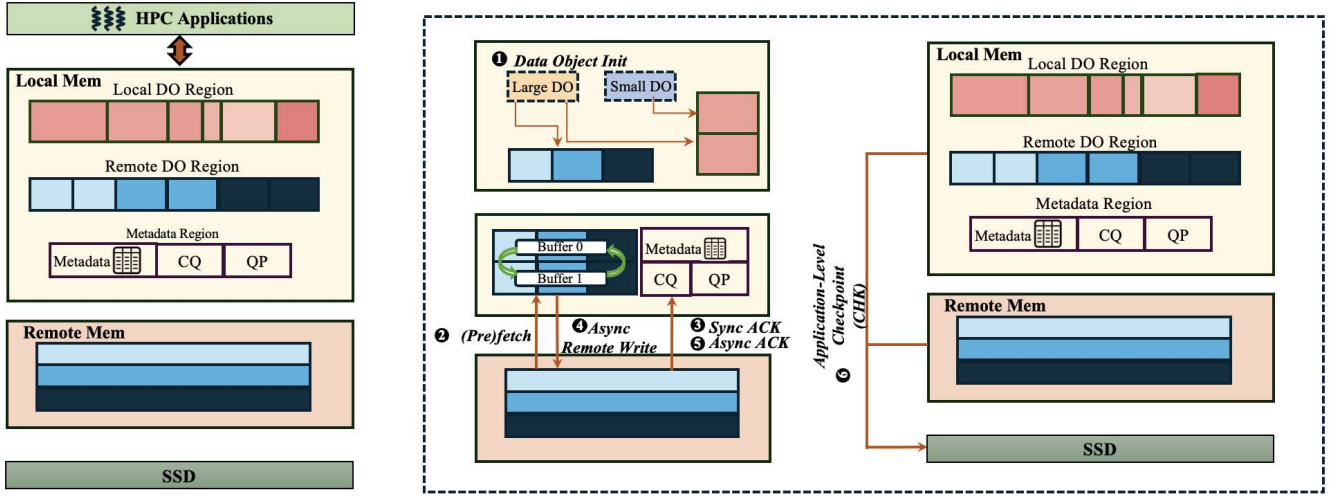 HPC Applications
Local Mem
Local DO Region
Remote DO Region
Metadata Region
Metadata
CQ
QP
Remote Mem
SSD
❶ Data Object Init
Large DO
Small DO
Buffer 0
Buffer 1
Metadata
CQ
QP
❷ (Pre)fetch
❹Async
Remote Write
❸ Sync ACK
❺ Async ACK
❻ Application-Level
Checkpoint
(CHK)
Local Mem
Local DO Region
Remote DO Region
Metadata Region
Metadata
CQ
QP
Remote Mem
SSD